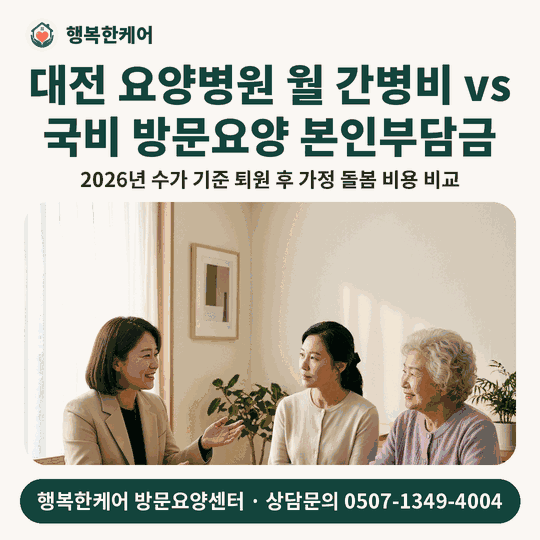 행복한케어
대전 요양병원 월 간병비 vs
국비 방문요양 본인부담금
2026년 수가 기준 퇴원 후 가정 돌봄 비용 비교
행복한케어 방문요양센터 · 상담문의 0507-1349-4004